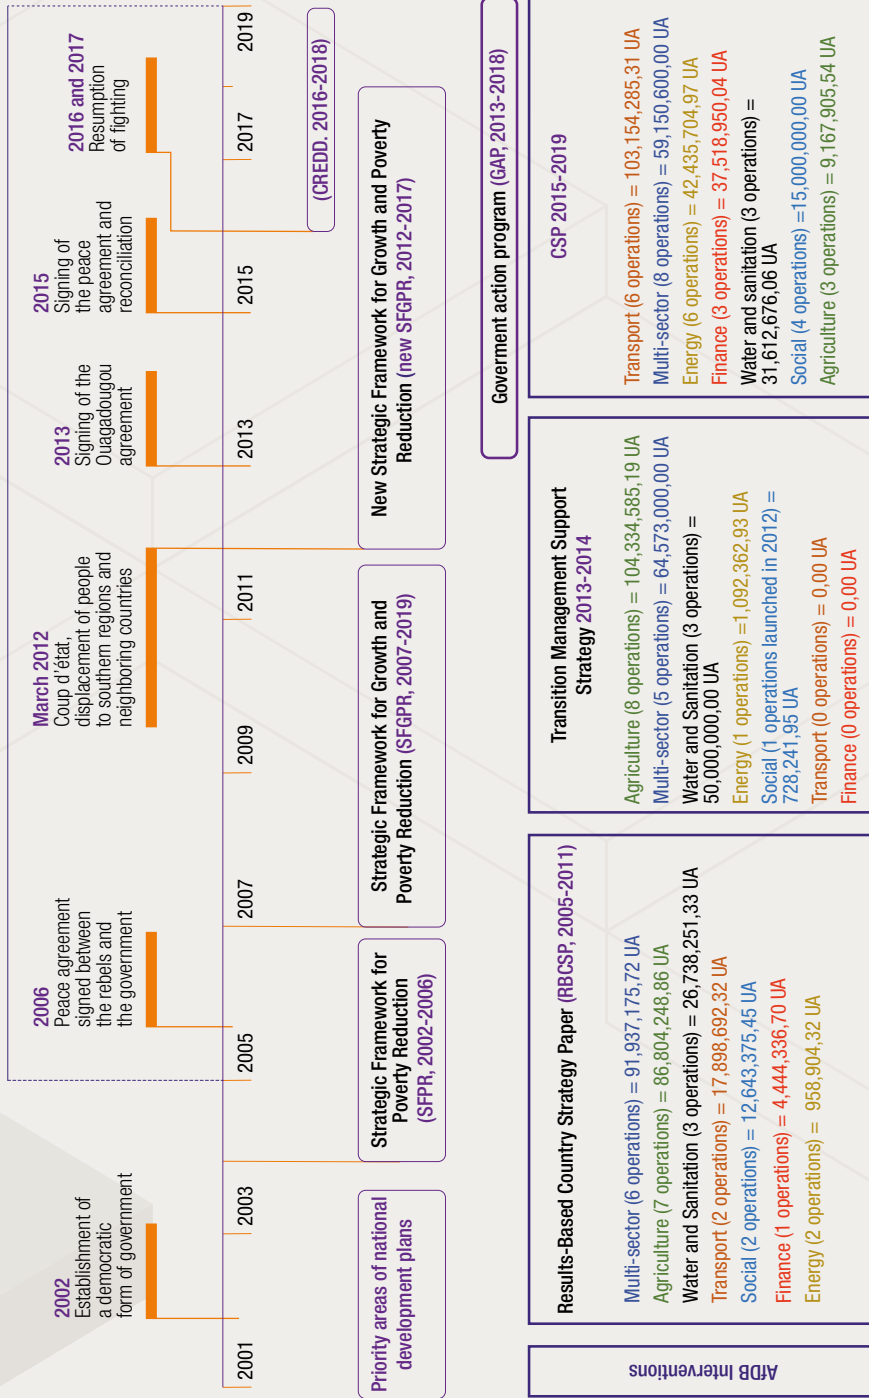 2002
Establishment of
a democratic
form of government
2006
Peace agreement
signed between
the rebels and
the government
March 2012
Coup d'état,
displacement of people
to southern regions and
neighboring countries
2013
Signing of the
Ouagadougou
agreement
2015
Signing of
the peace
agreement and
reconciliation
2016 and 2017
Resumption
of fighting
2001
2003
2005
2007
2009
2011
2013
2015
2017
2019
Priority areas of national
development plans
Strategic Framework for
Poverty Reduction
(SFPR, 2002-2006)
Strategic Framework for Growth and
Poverty Reduction (SFGPR, 2007-2019)
New Strategic Framework for Growth and Poverty
Reduction (new SFGPR, 2012-2017)
(CREDD. 2016-2018)
Goverment action program (GAP, 2013-2018)
AfDB Interventions
Results-Based Country Strategy Paper (RBCSP, 2005-2011)
Multi-sector (6 operations) = 91,937,175,72 UA
Agriculture (7 operations) = 86,804,248,86 UA
Water and Sanitation (3 operations) = 26,738,251,33 UA
Transport (2 operations) = 17,898,692,32 UA
Social (2 operations) = 12,643,375,45 UA
Finance (1 operations) = 4,444,336,70 UA
Energy (2 operations) = 958,904,32 UA
Transition Management Support
Strategy 2013-2014
Agriculture (8 operations) = 104,334,585,19 UA
Multi-sector (5 operations) = 64,573,000,00 UA
Water and Sanitation (3 operations) =
50,000,000,00 UA
Energy (1 operations) =1,092,362,93 UA
Social (1 operations launched in 2012) =
728,241,95 UA
Transport (0 operations) = 0,00 UA
Finance (0 operations) = 0,00 UA
CSP 2015-2019
Transport (6 operations) = 103,154,285,31 UA
Multi-sector (8 operations) = 59,150,600,00 UA
Energy (6 operations) = 42,435,704,97 UA
Finance (3 operations) = 37,518,950,04 UA
Water and sanitation (3 operations) =
31,612,676,06 UA
Social (4 operations) =15,000,000,00 UA
Agriculture (3 operations) = 9,167,905,54 UA